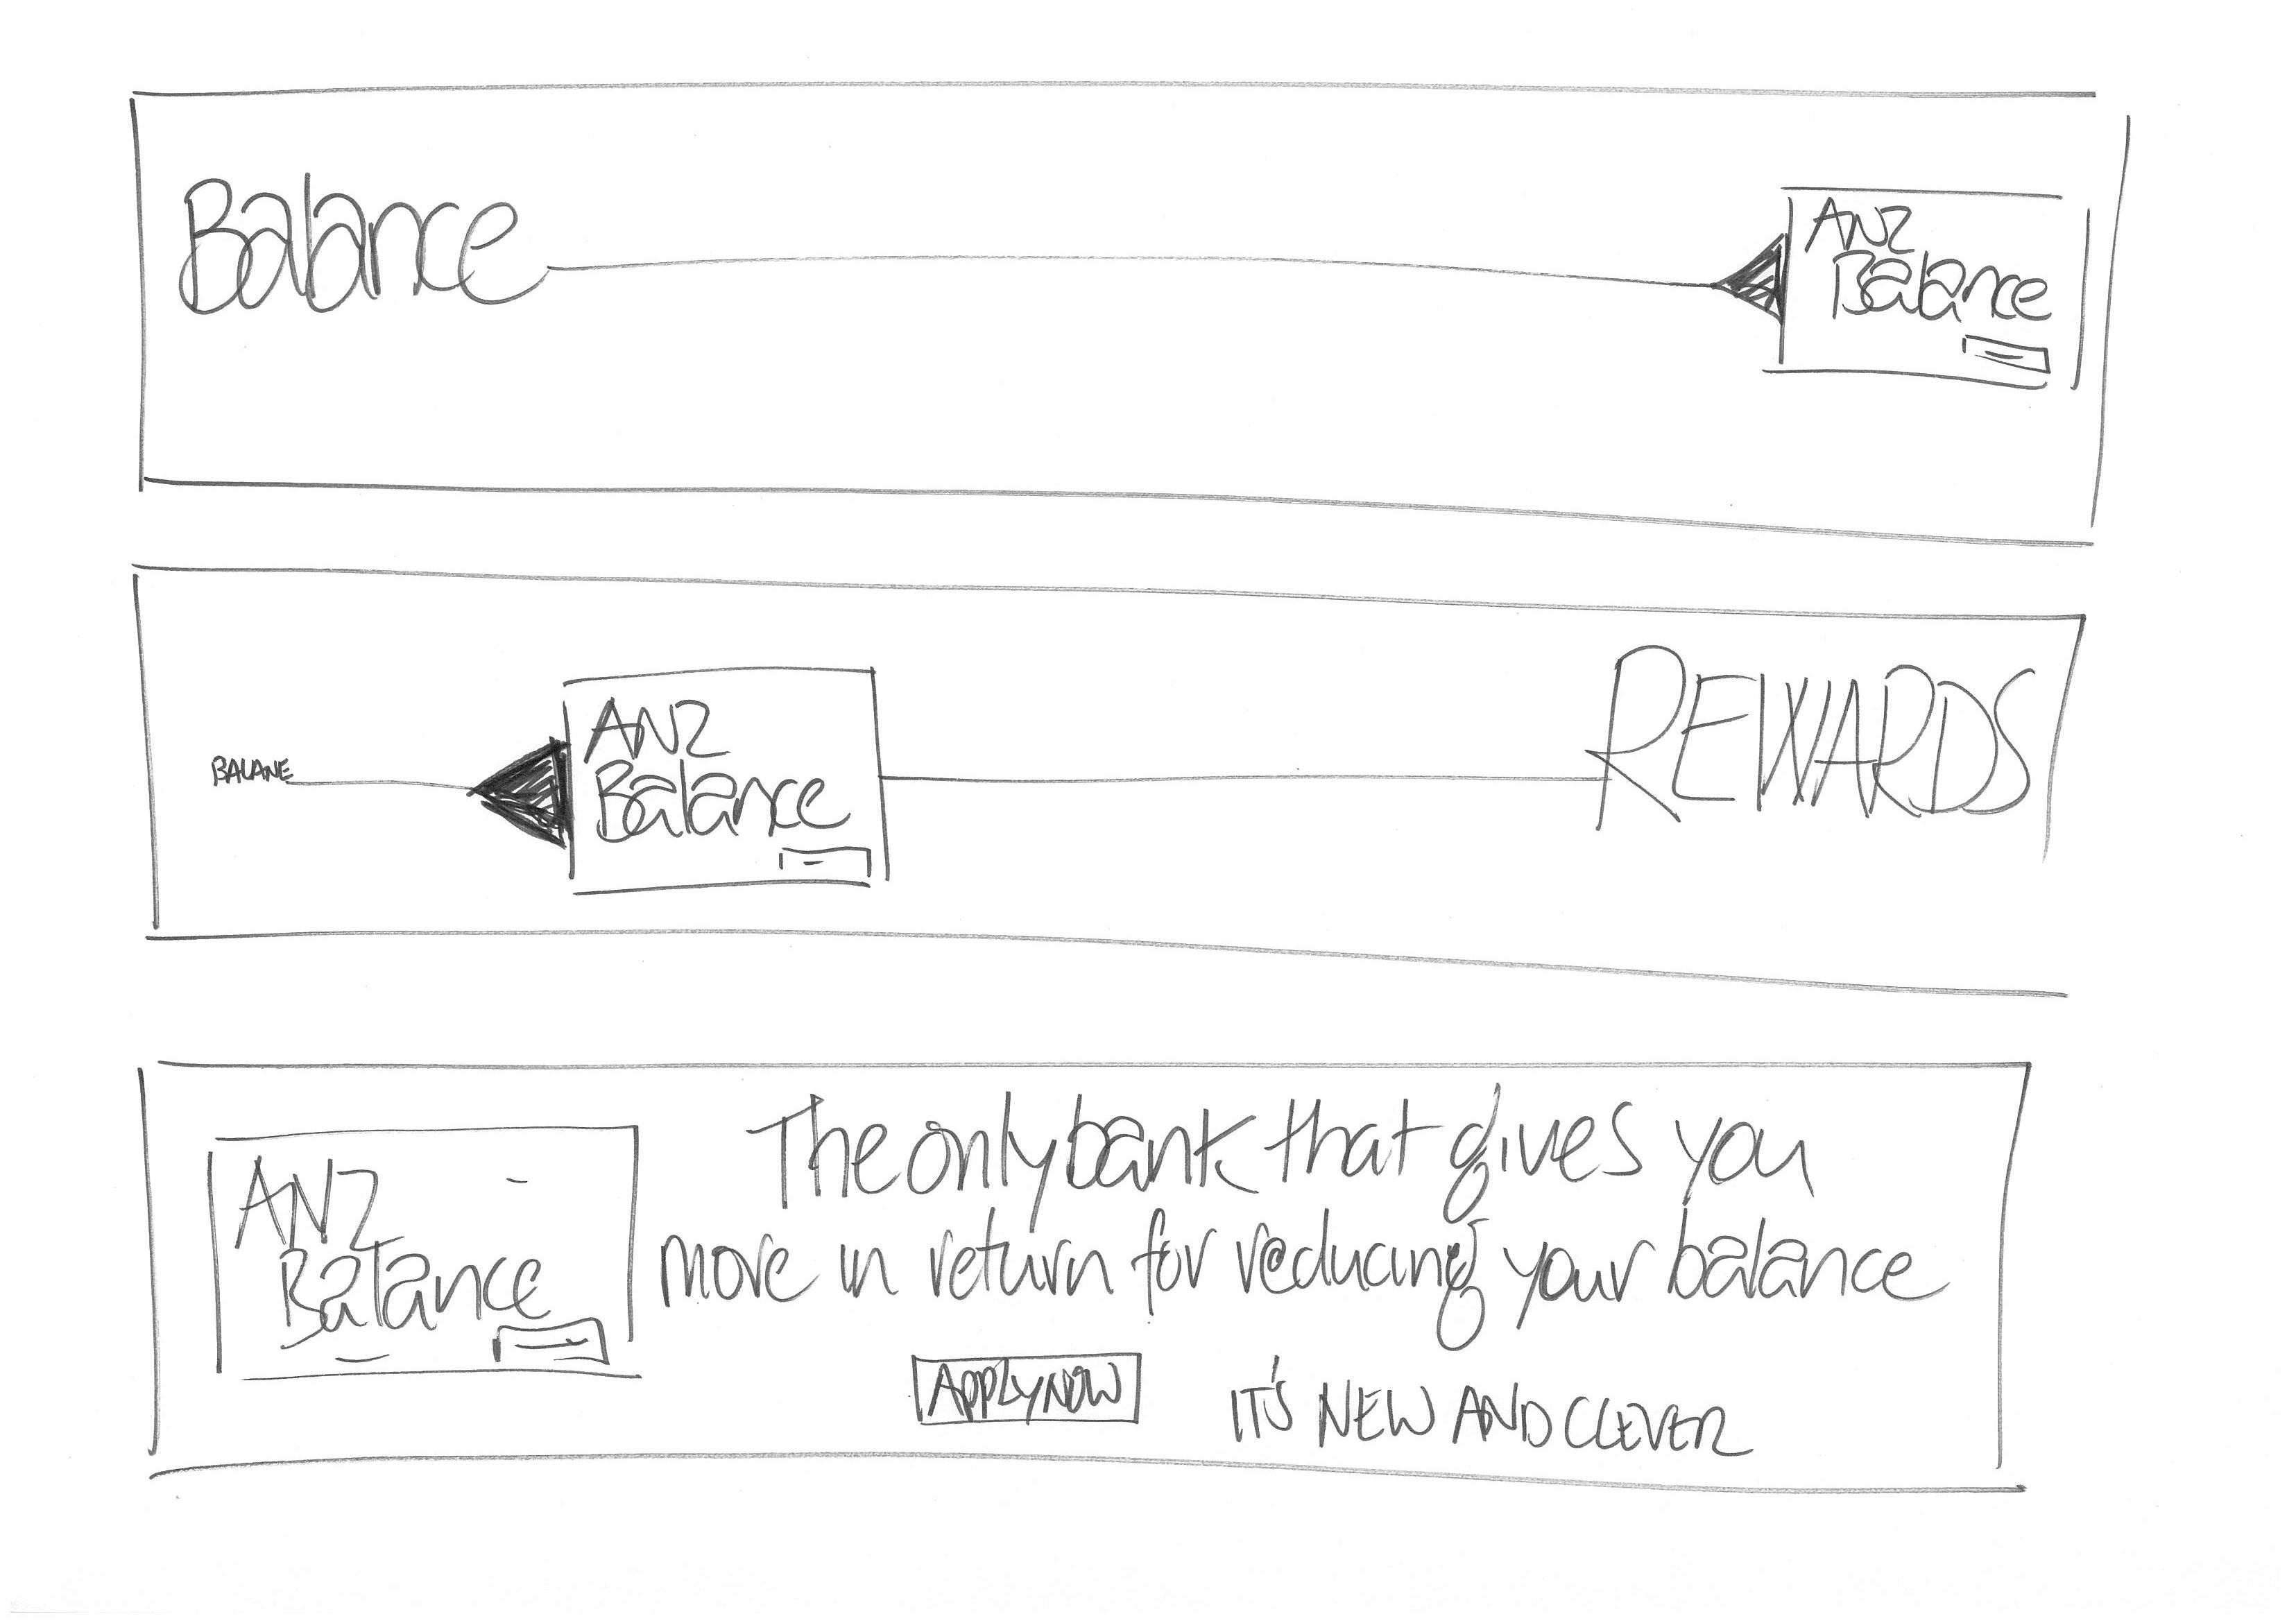 Balance
ANZ
Balance
BALANE
ANZ
Balance
REWARDS
ANZ
Balance
The only bank that gives you
more in return for reducing your balance
APPLY NOW
IT'S NEW AND CLEVER